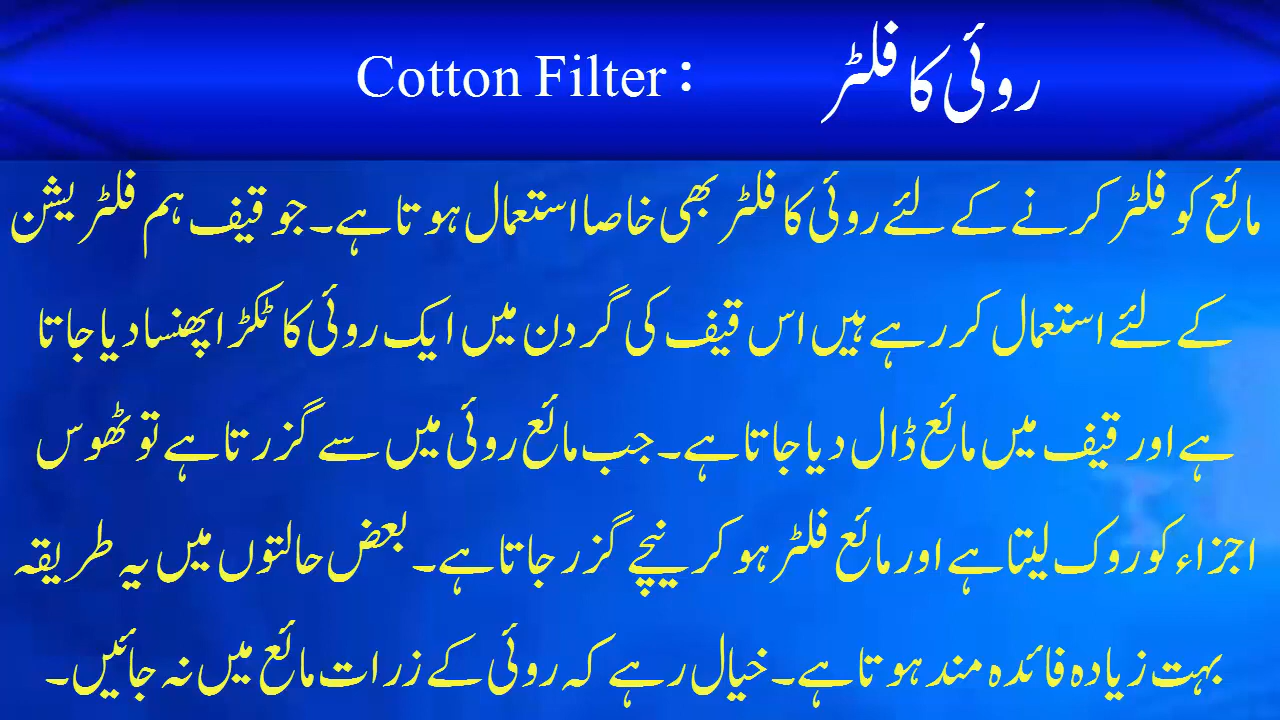 روئی کا فلٹر : Cotton Filter
مائع کو فلٹر کرنے کے لئے روئی کا فلٹر بھی خاصا استعمال ہوتا ہے۔ جو قیف ہم فلٹریشن
کے لئے استعمال کر رہے ہیں اس قیف کی گردن میں ایک روئی کا ٹکڑا پھنسا دیا جاتا
ہے اور قیف میں مائع ڈال دیا جاتا ہے۔ جب مائع روئی میں سے گزرتا ہے تو ٹھوس
اجزاء کو روک لیتا ہے اور مائع فلٹر ہو کر نیچے گزر جاتا ہے۔ بعض حالتوں میں یہ طریقہ
بہت زیادہ فائدہ مند ہوتا ہے۔ خیال رہے کہ روئی کے زرات مائع میں نہ جائیں۔